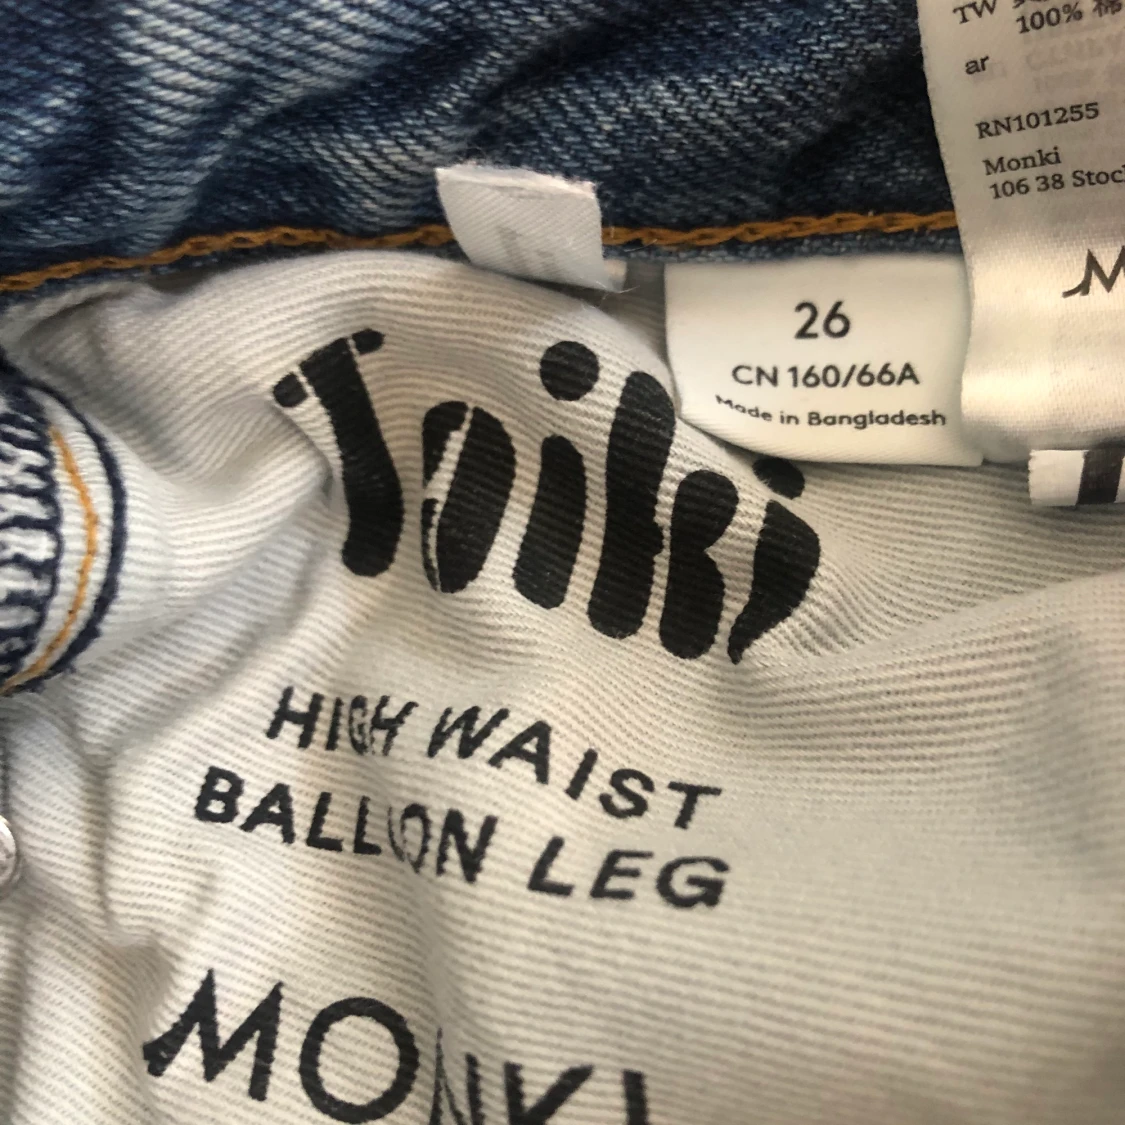 TW
100% 棉
ar
RN101255
Monki
106 38 Stoc
M
26
CN 160/66A
Made in Bangladesh
Taiki
HIGH WAIST
BALLOON LEG
MONKI